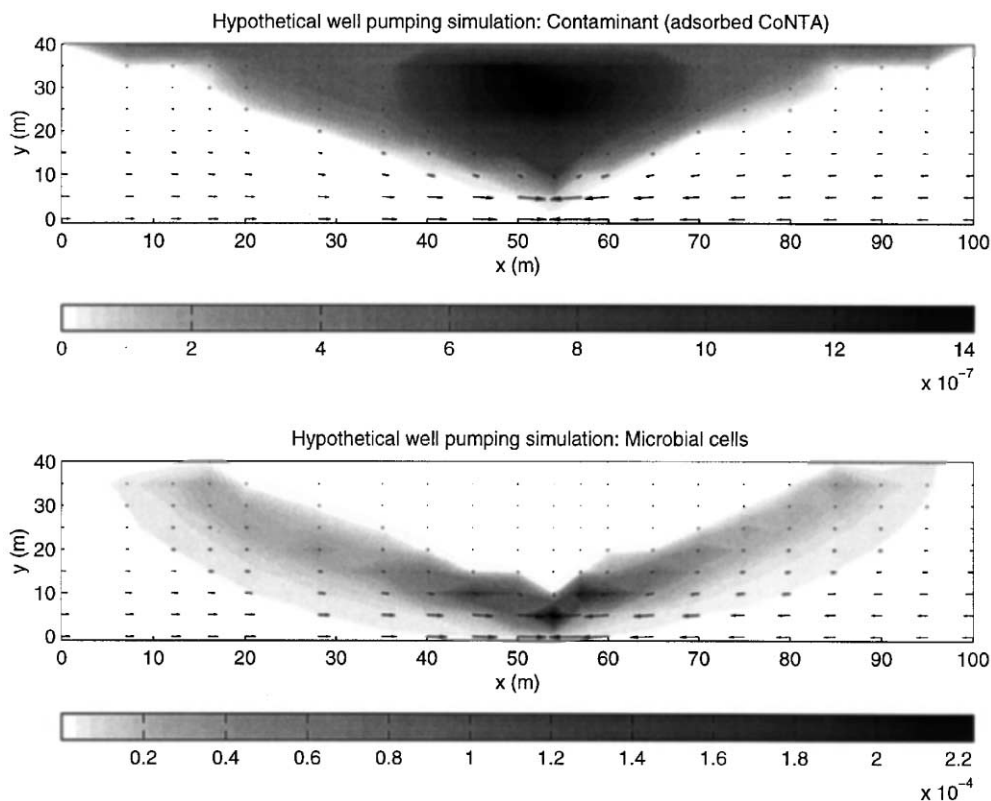 Hypothetical well pumping simulation: Contaminant (adsorbed CoNTA)
40
30
20
10
0
y (m)
0 10 20 30 40 50 60 70 80 90 100
x (m)
0 2 4 6 8 10 12 14
x 10⁻⁷
Hypothetical well pumping simulation: Microbial cells
40
30
20
10
0
y (m)
0 10 20 30 40 50 60 70 80 90 100
x (m)
0.2 0.4 0.6 0.8 1 1.2 1.4 1.6 1.8 2 2.2
x 10⁻⁴